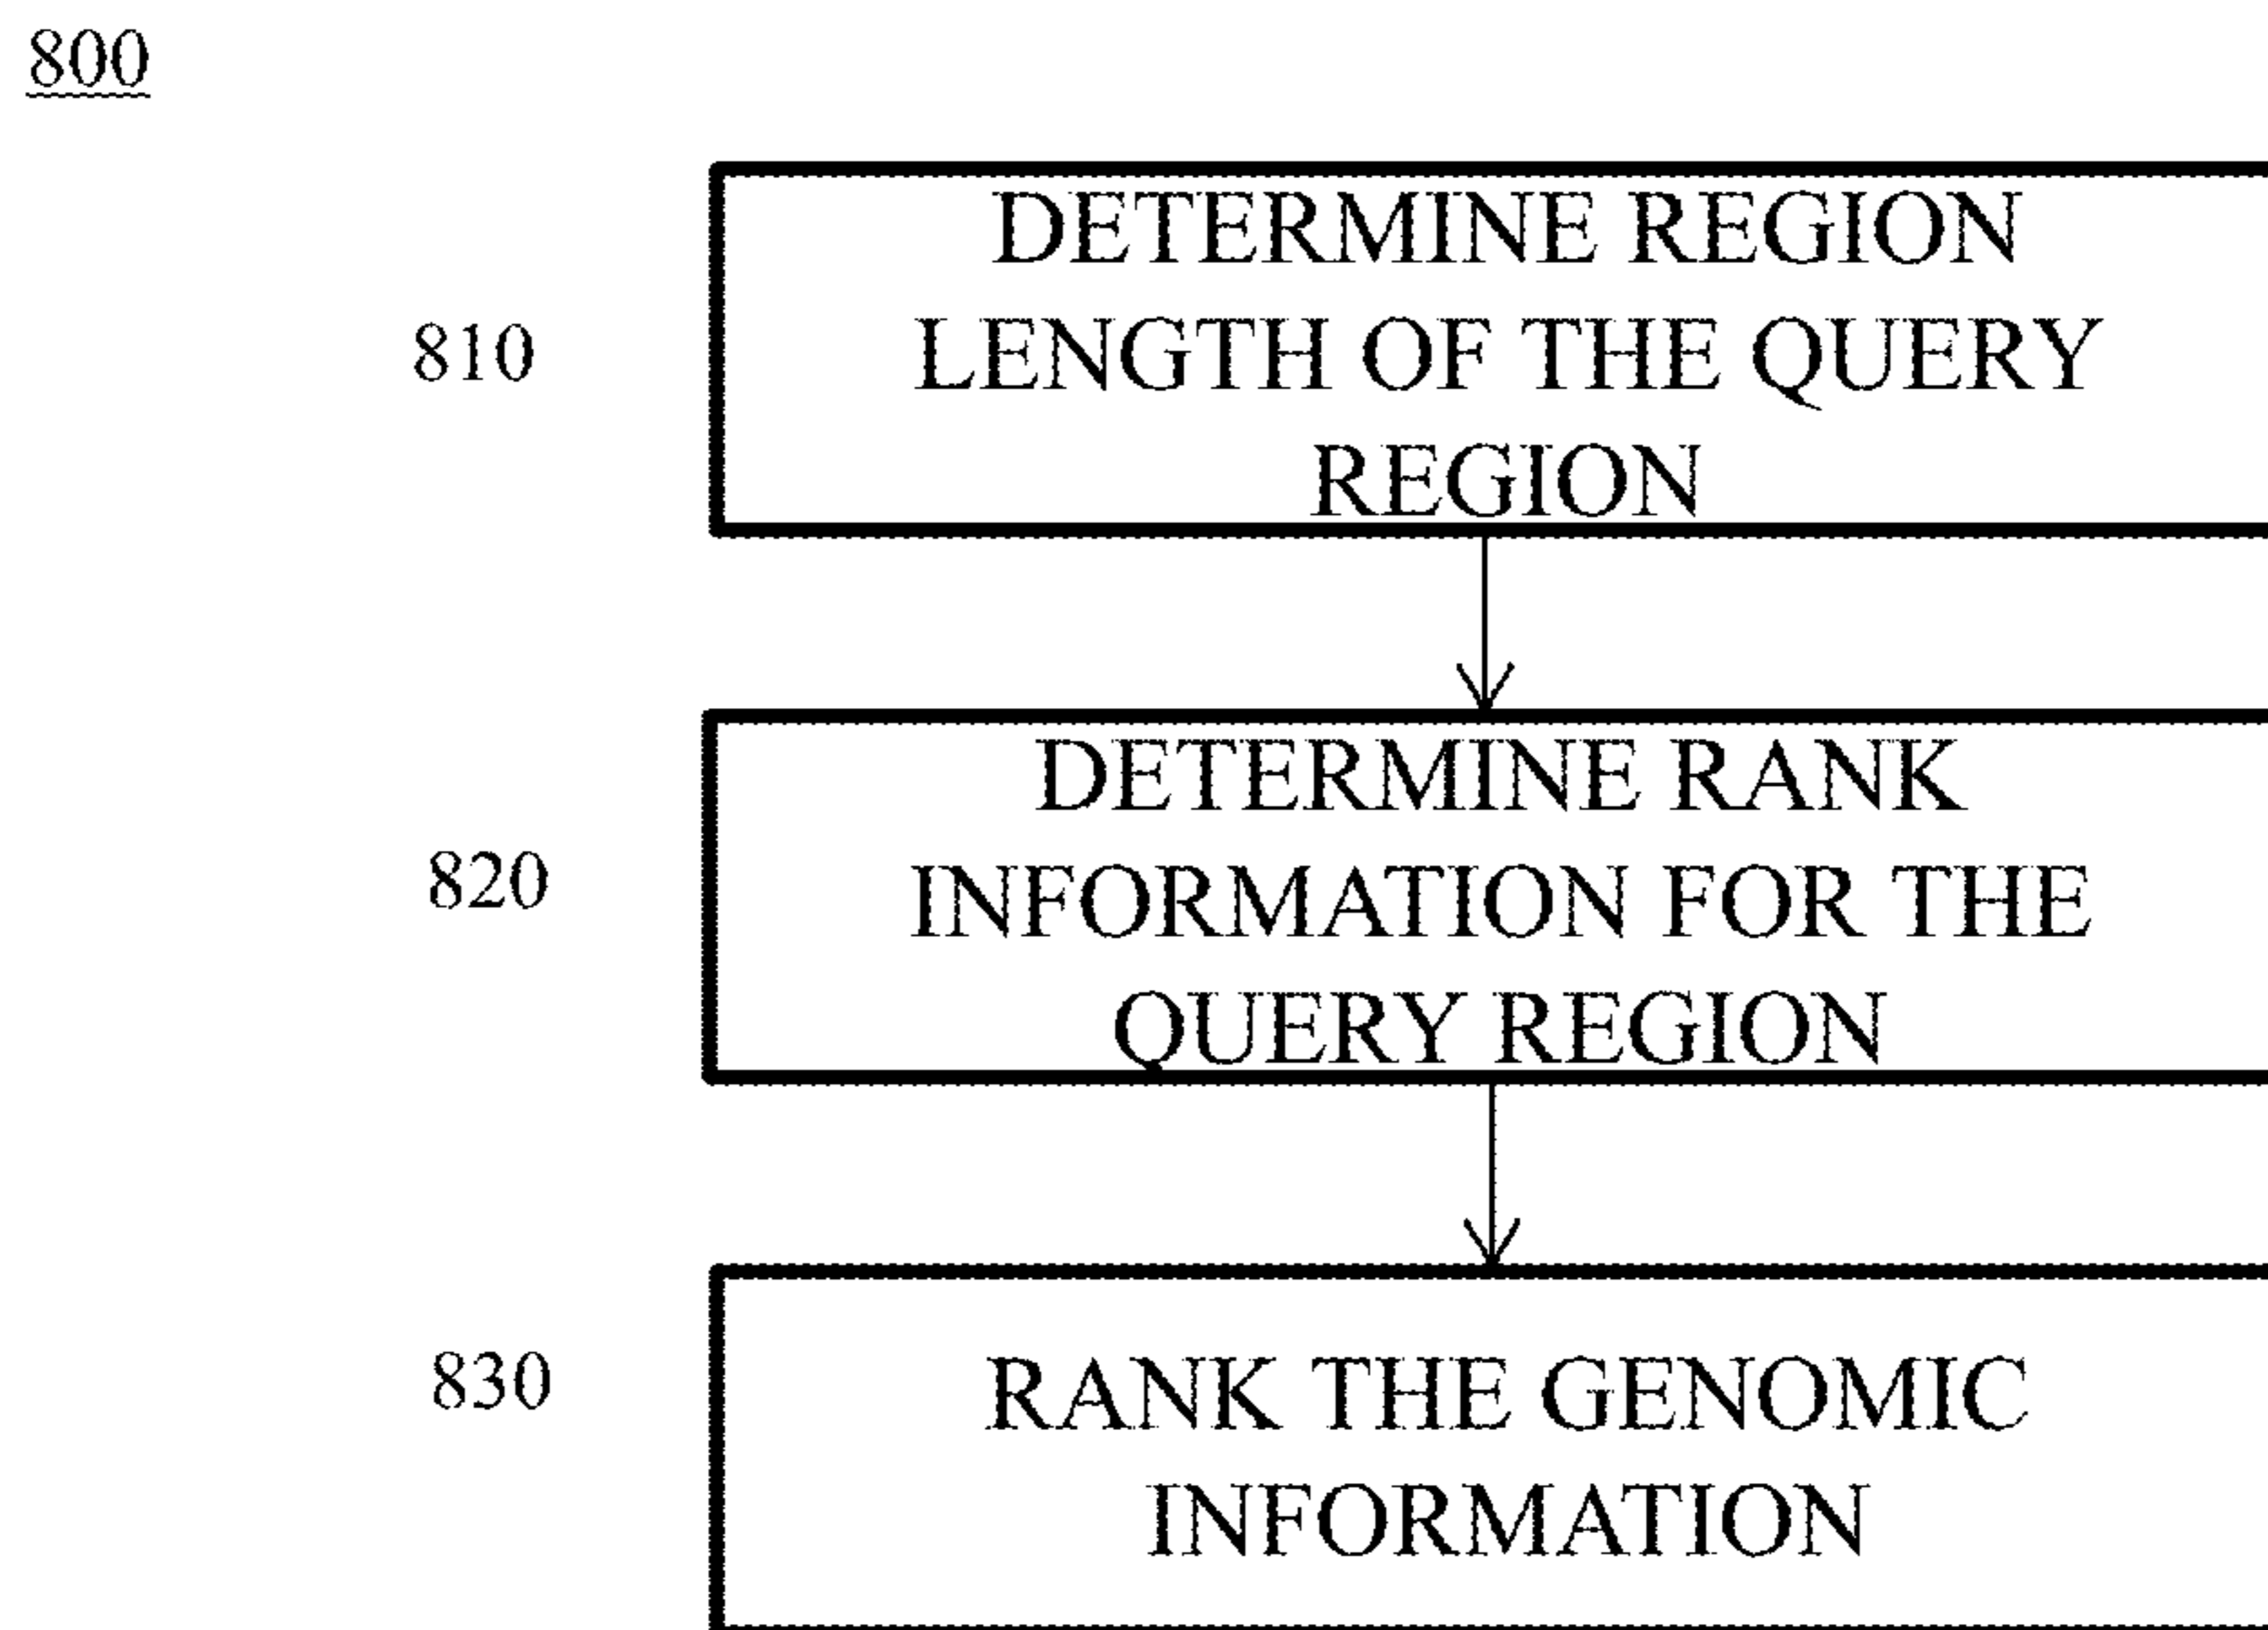 800
810
DETERMINE REGION
LENGTH OF THE QUERY
REGION
820
DETERMINE RANK
INFORMATION FOR THE
QUERY REGION
830
RANK THE GENOMIC
INFORMATION